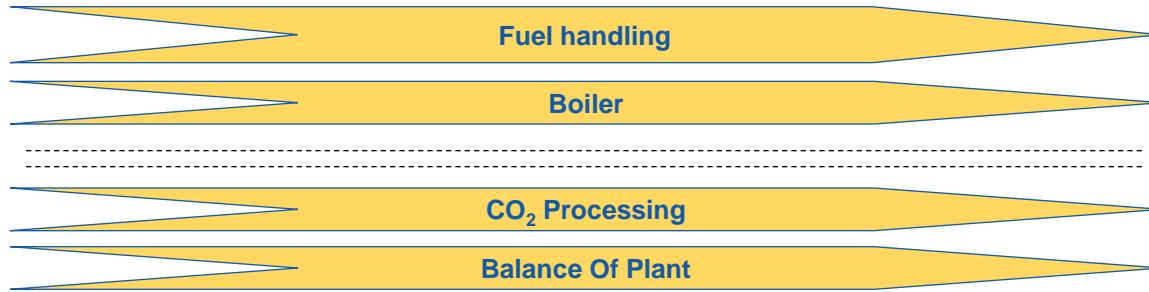 Fuel handling
Boiler
CO₂ Processing
Balance Of Plant